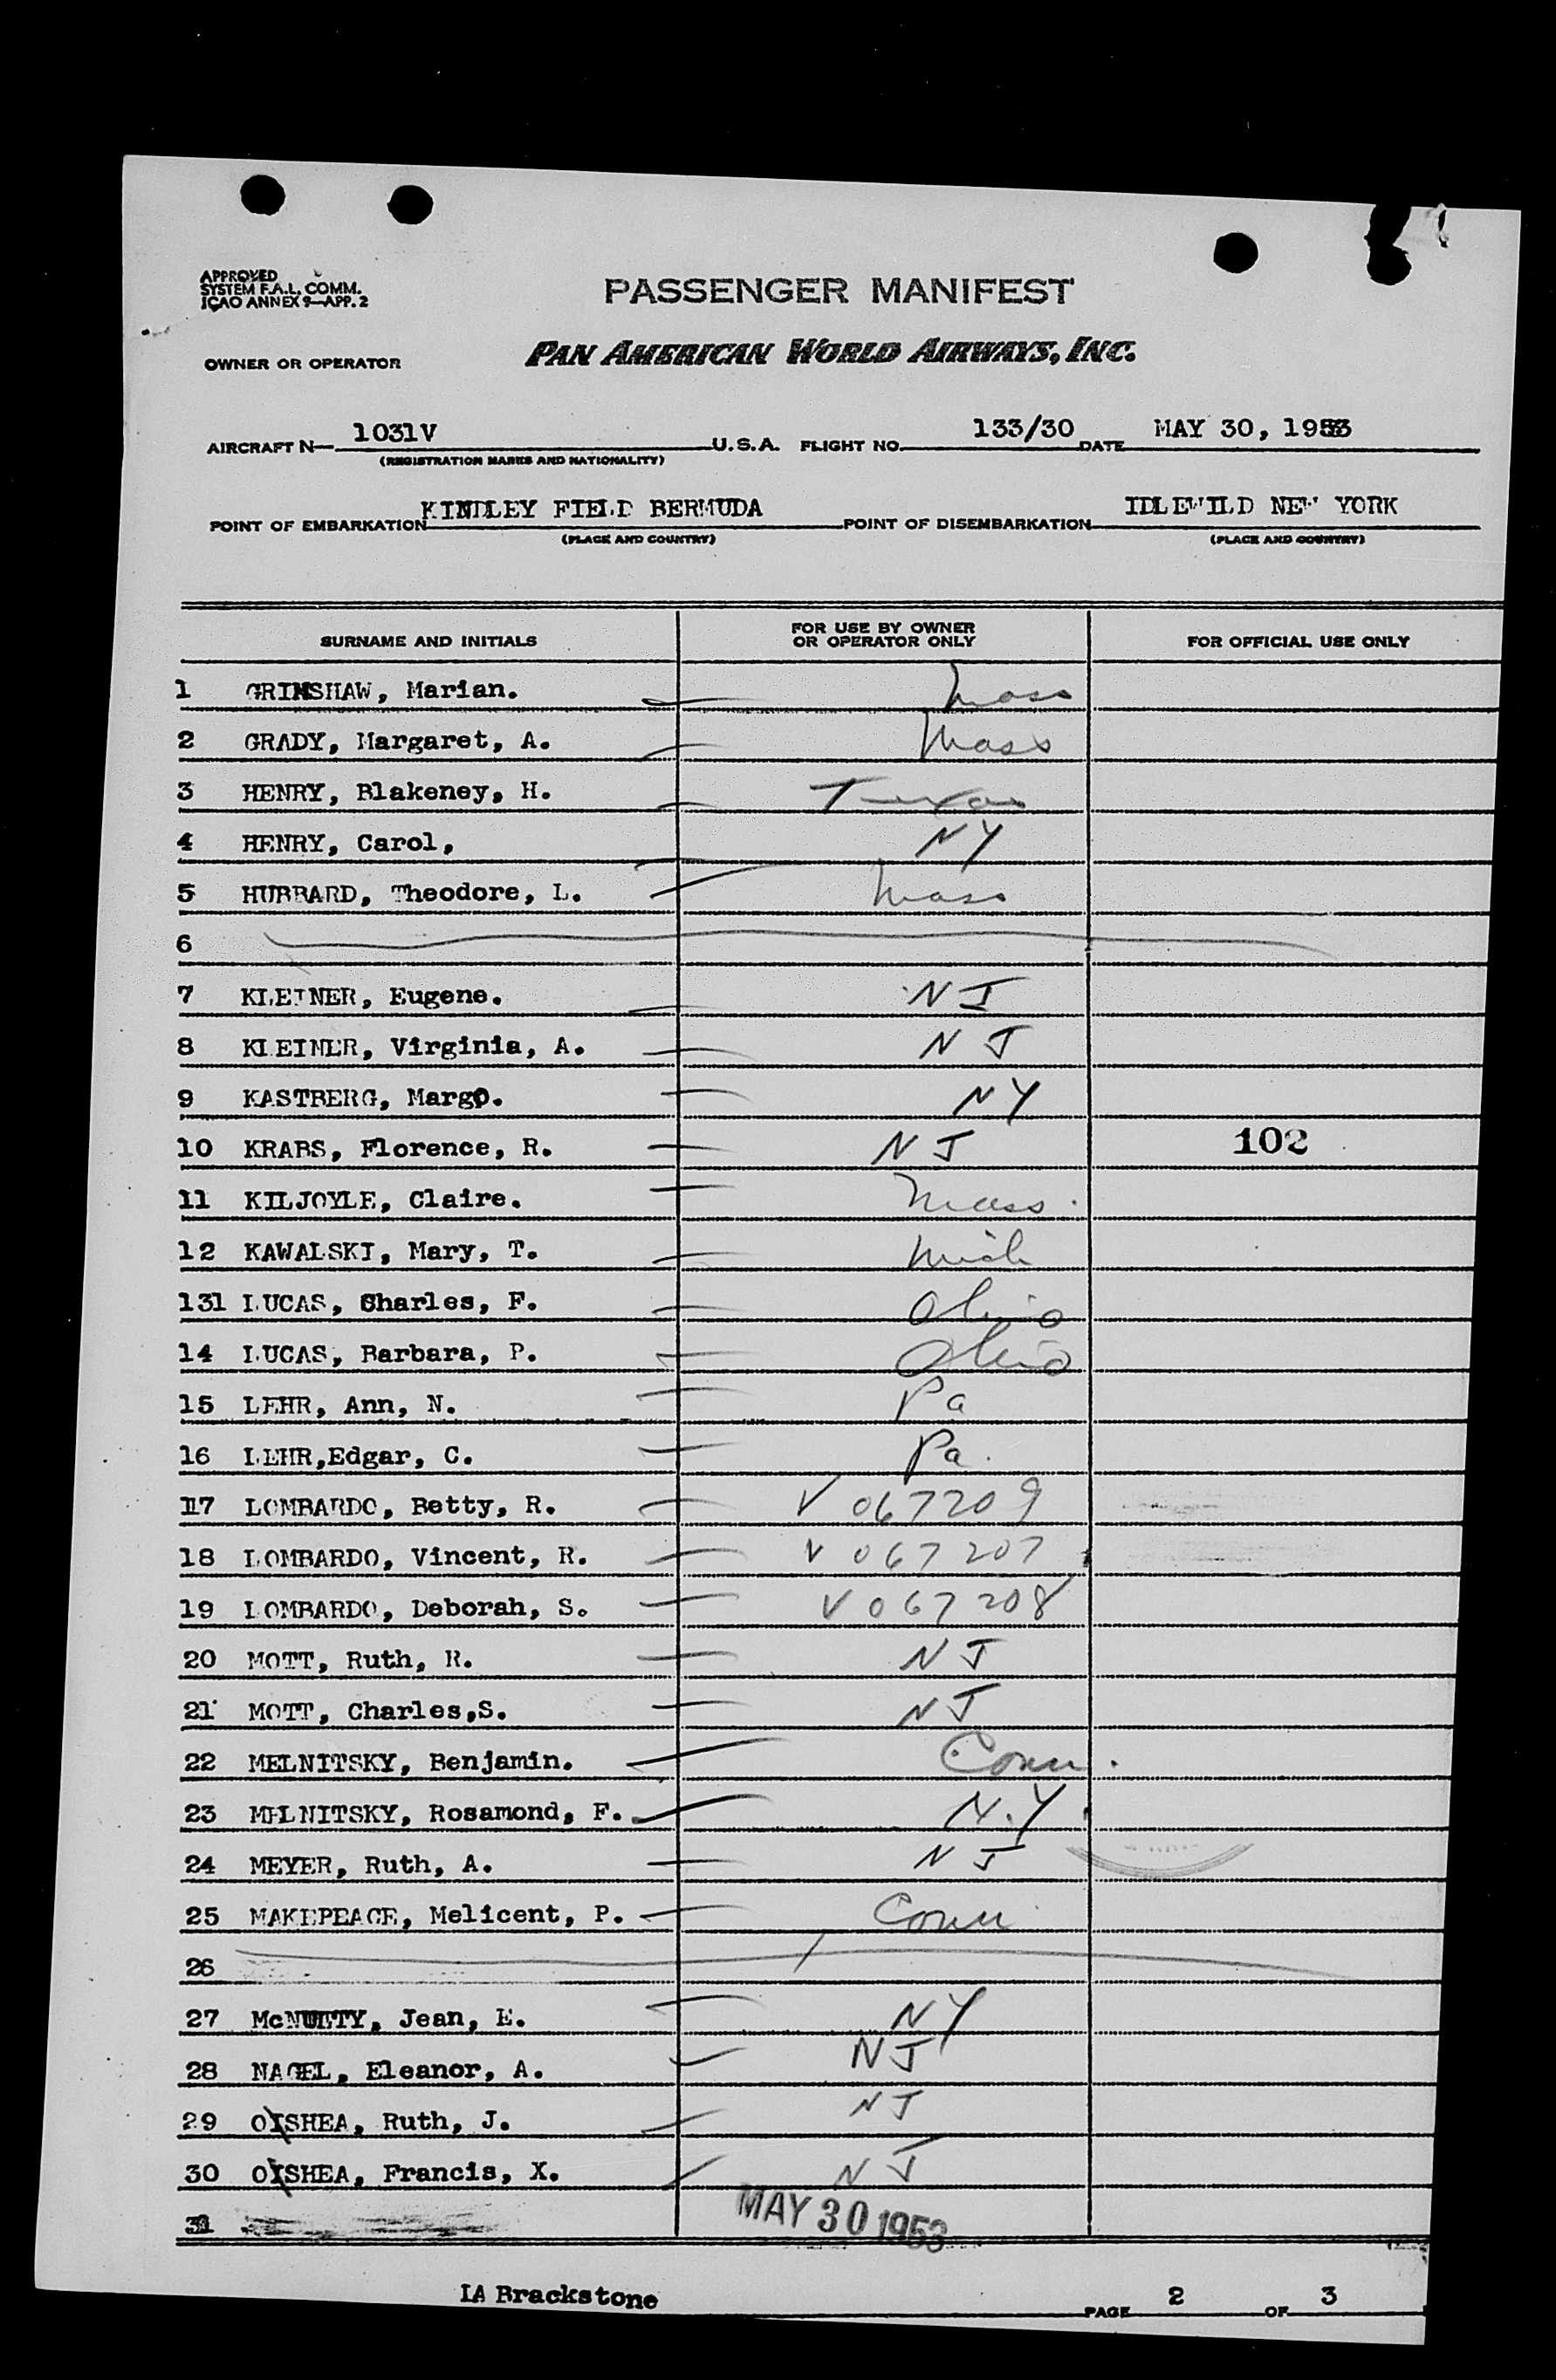 APPROVED
SYSTEM F.A.L. COMM.
ICAO ANNEX 9—APP. 2
PASSENGER MANIFEST
OWNER OR OPERATOR PAN AMERICAN WORLD AIRWAYS, INC.
AIRCRAFT N— 1031V U.S.A. FLIGHT NO. 133/30 DATE MAY 30, 1953
(REGISTRATION MARKS AND NATIONALITY)
POINT OF EMBARKATION KINDLEY FIELD BERMUDA POINT OF DISEMBARKATION IDLEWILD NEW YORK
(PLACE AND COUNTRY) (PLACE AND COUNTRY)
SURNAME AND INITIALS FOR USE BY OWNER OR OPERATOR ONLY FOR OFFICIAL USE ONLY
1 GRIMSHAW, Marian. Mass
2 GRADY, Margaret, A. Mass
3 HENRY, Blakeney, H. Texas
4 HENRY, Carol, NY
5 HUBBARD, Theodore, L. Mass
6
7 KLEINER, Eugene. NJ
8 KLEINER, Virginia, A. NJ
9 KASTBERG, Margo. NY
10 KRABS, Florence, R. NJ 102
11 KILJOYLE, Claire. Mass.
12 KAWALSKI, Mary, T. Mich
131 LUCAS, Charles, F. Ohio
14 LUCAS, Barbara, P. Ohio
15 LEHR, Ann, N. Pa
16 LEHR,Edgar, C. Pa.
17 LOMBARDO, Betty, R. V 067209
18 LOMBARDO, Vincent, R. V 067207
19 LOMBARDO, Deborah, S. V 067208
20 MOTT, Ruth, R. NJ
21 MOTT, Charles,S. NJ
22 MELNITSKY, Benjamin. Conn.
23 MELNITSKY, Rosamond, F. N.Y.
24 MEYER, Ruth, A. NJ
25 MAKEPEACE, Melicent, P. Conn
26
27 McNULTY, Jean, E. NY
28 NAGEL, Eleanor, A. NJ
29 O SHEA, Ruth, J. NJ
30 O SHEA, Francis, X. NJ
31
MAY 30 1953
IA Brackstone PAGE 2 OF 3